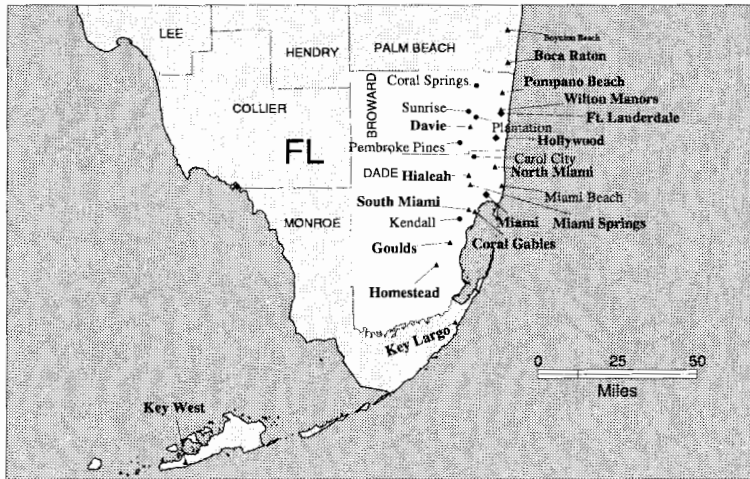 LEE
HENDRY
PALM BEACH
Boynton Beach
Boca Raton
Coral Springs
Pompano Beach
COLLIER
BROWARD
Wilton Manors
Sunrise
Ft. Lauderdale
Davie
Plantation
FL
Hollywood
Pembroke Pines
Carol City
DADE
Hialeah
North Miami
Miami Beach
South Miami
MONROE
Kendall
Miami
Miami Springs
Goulds
Coral Gables
Homestead
Key Largo
0
25
50
Miles
Key West